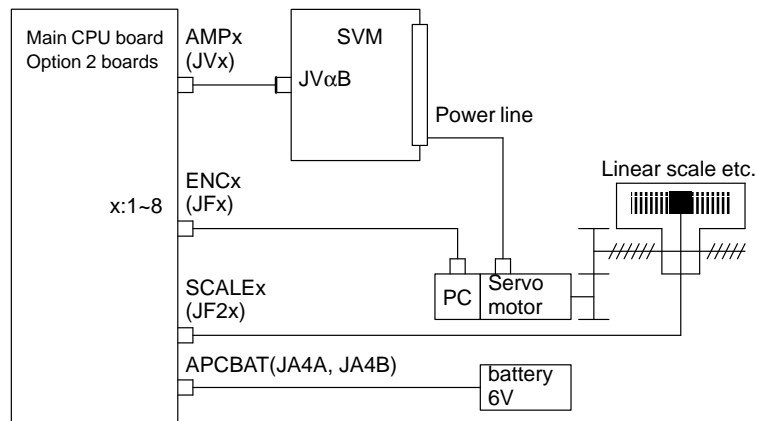 Main CPU board
Option 2 boards
AMPx
(JVx)
SVM
JVαB
Power line
Linear scale etc.
x:1~8
ENCx
(JFx)
PC
Servo
motor
SCALEx
(JF2x)
APCBAT(JA4A, JA4B)
battery
6V